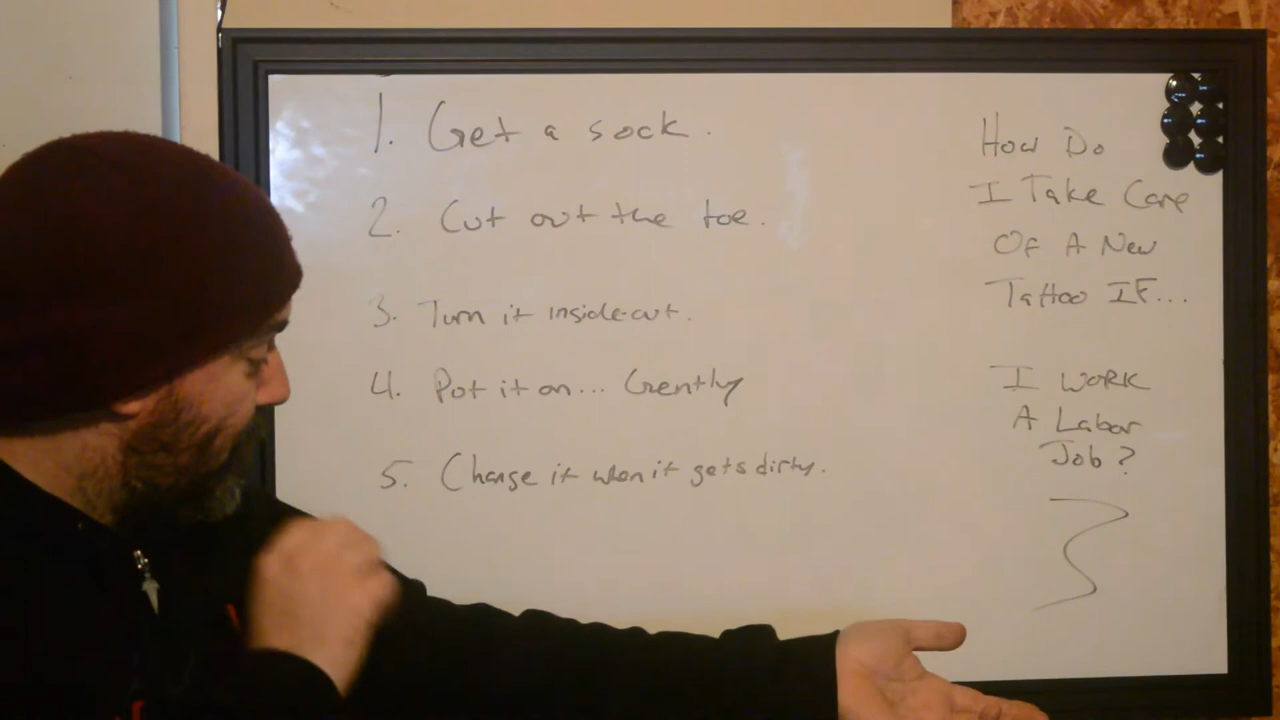 1. Get a sock.
2. Cut out the toe.
3. Turn it inside-out.
4. Put it on... Gently
5. Change it when it gets dirty.
How Do
I Take Care
Of A New
Tattoo IF...
I WORK
A Labor
Job?